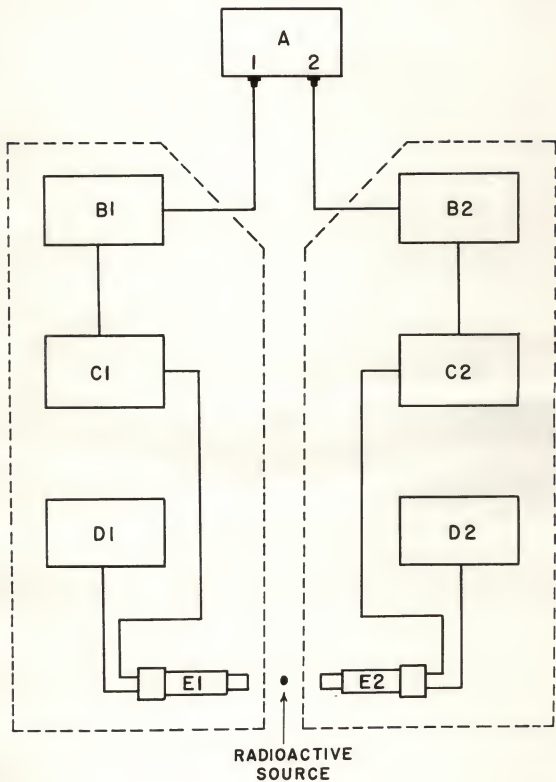 A
1 2
B1 B2
C1 C2
D1 D2
E1 E2
RADIOACTIVE
SOURCE